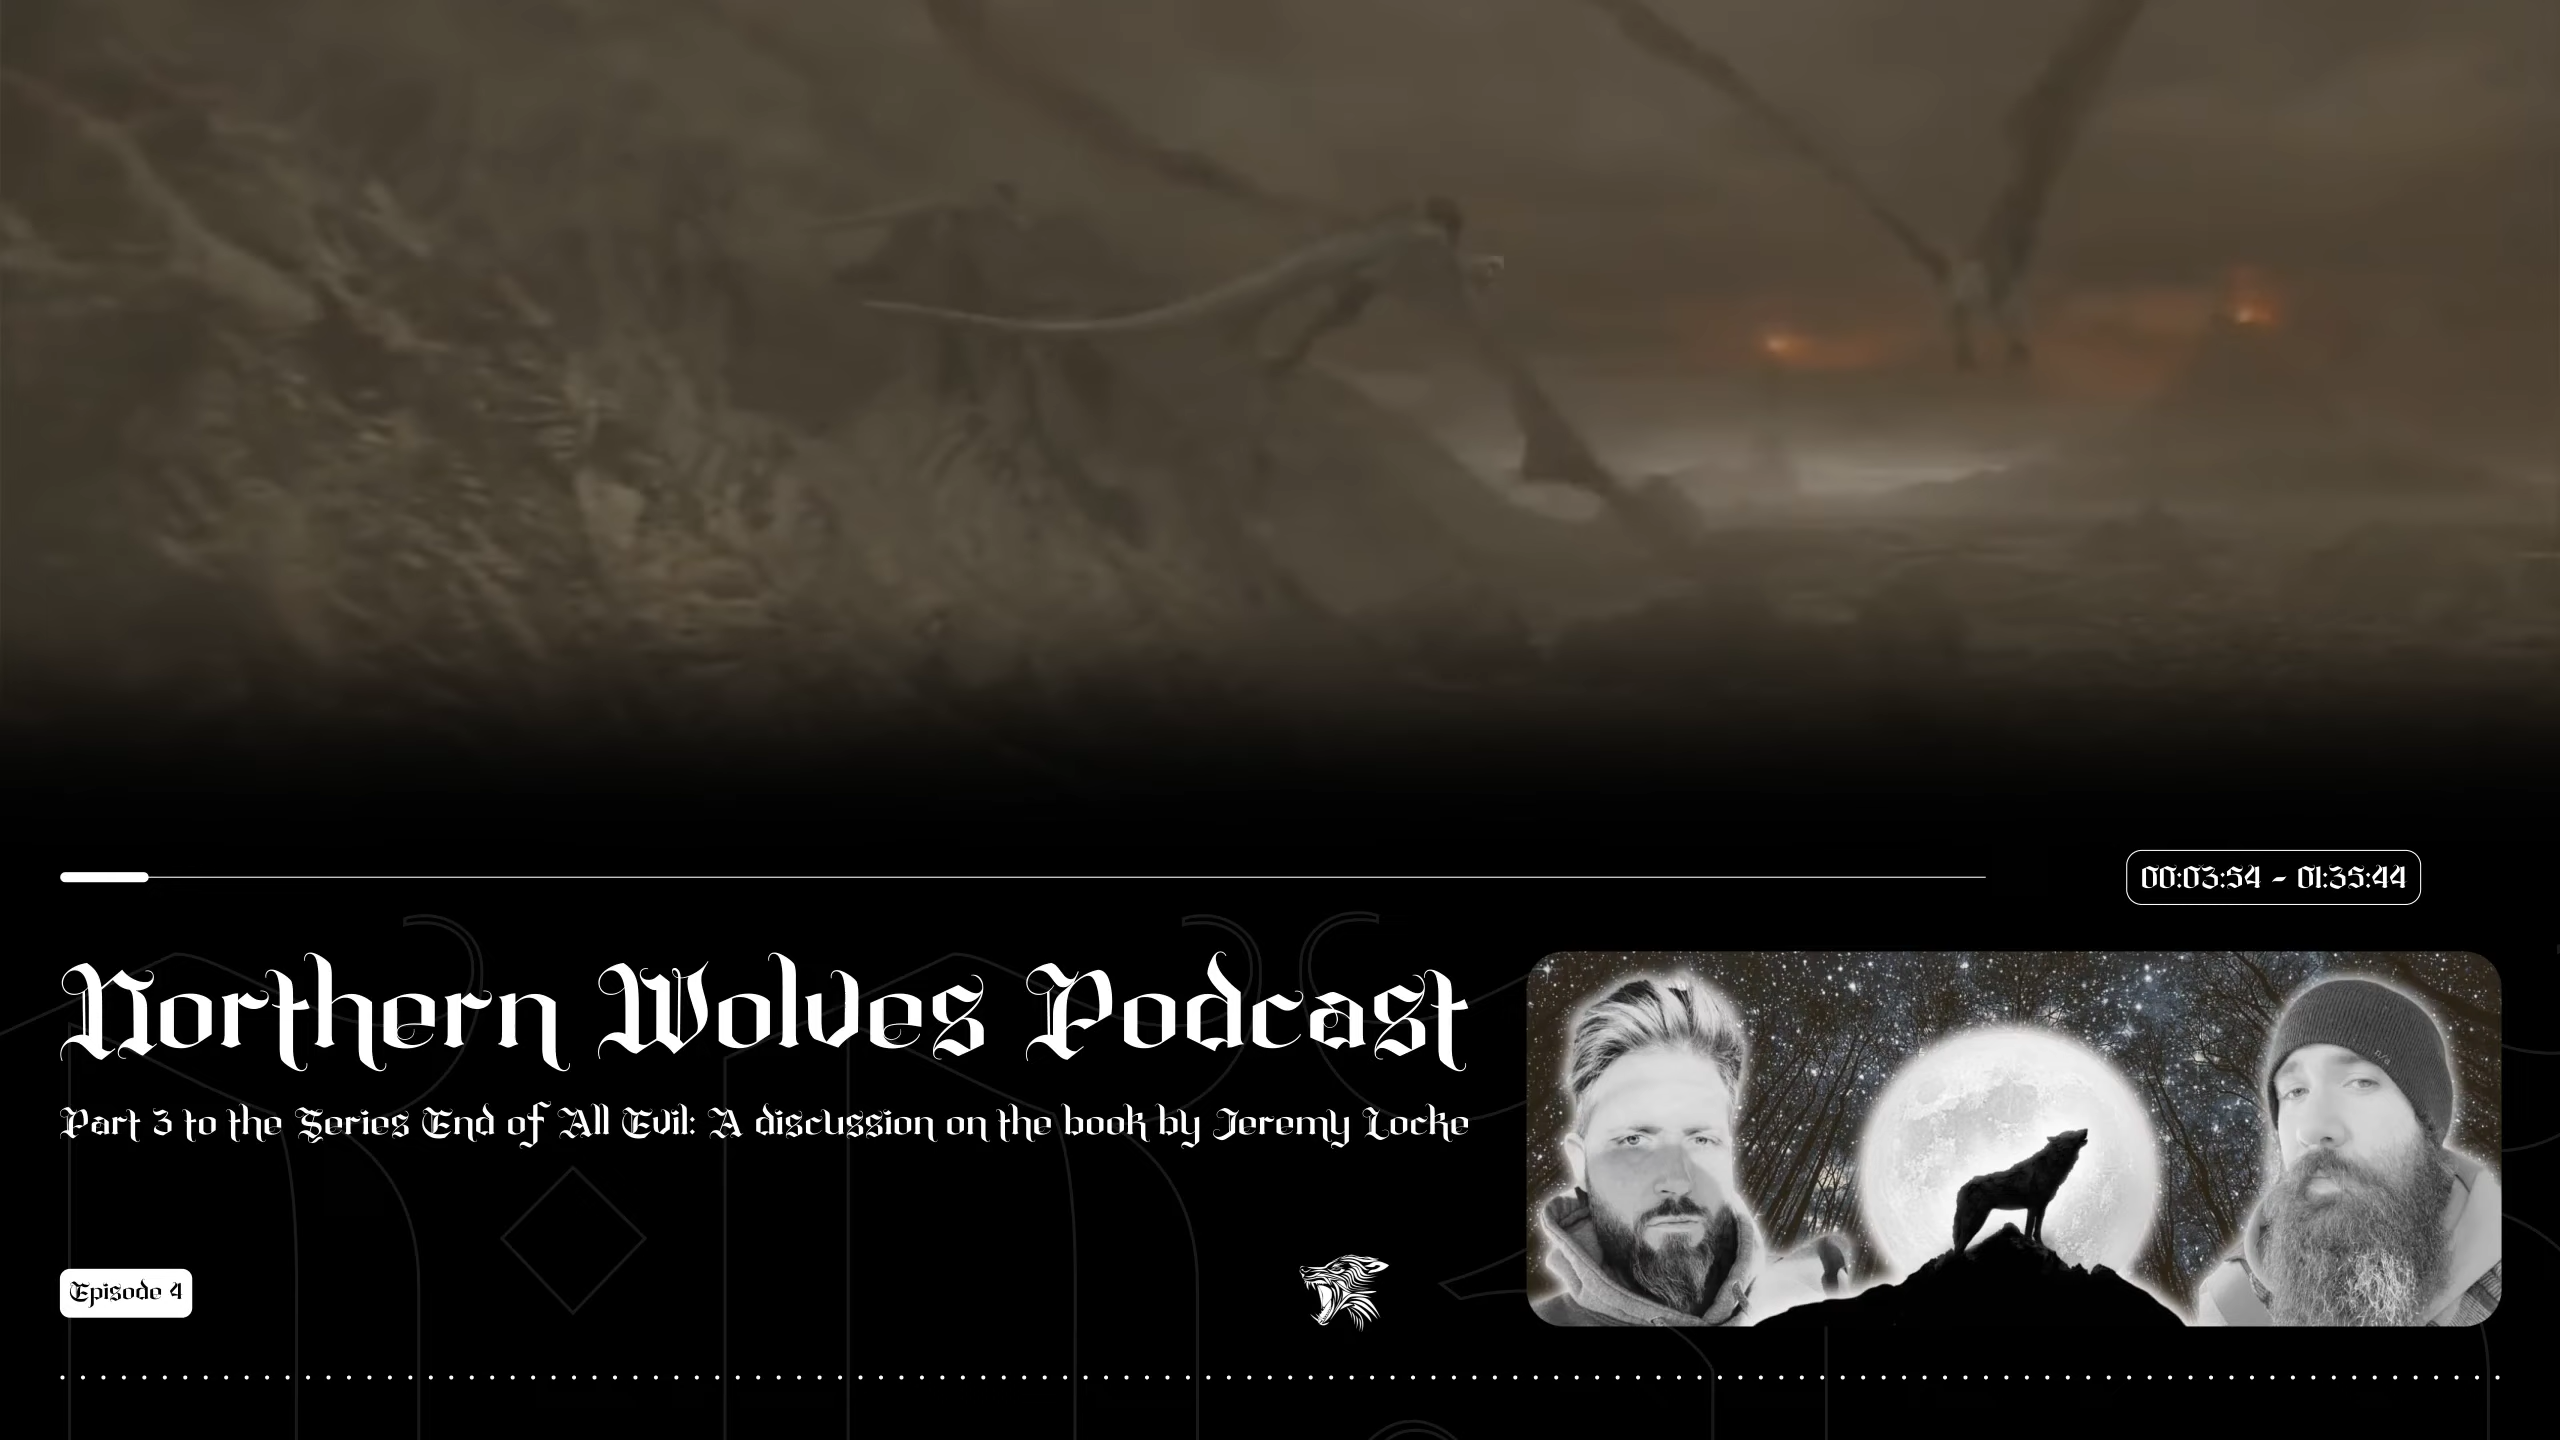 00:03:54 - 01:35:44
Northern Wolves Podcast
Part 3 to the Series End of All Evil: A discussion on the book by Jeremy Locke
Episode 4